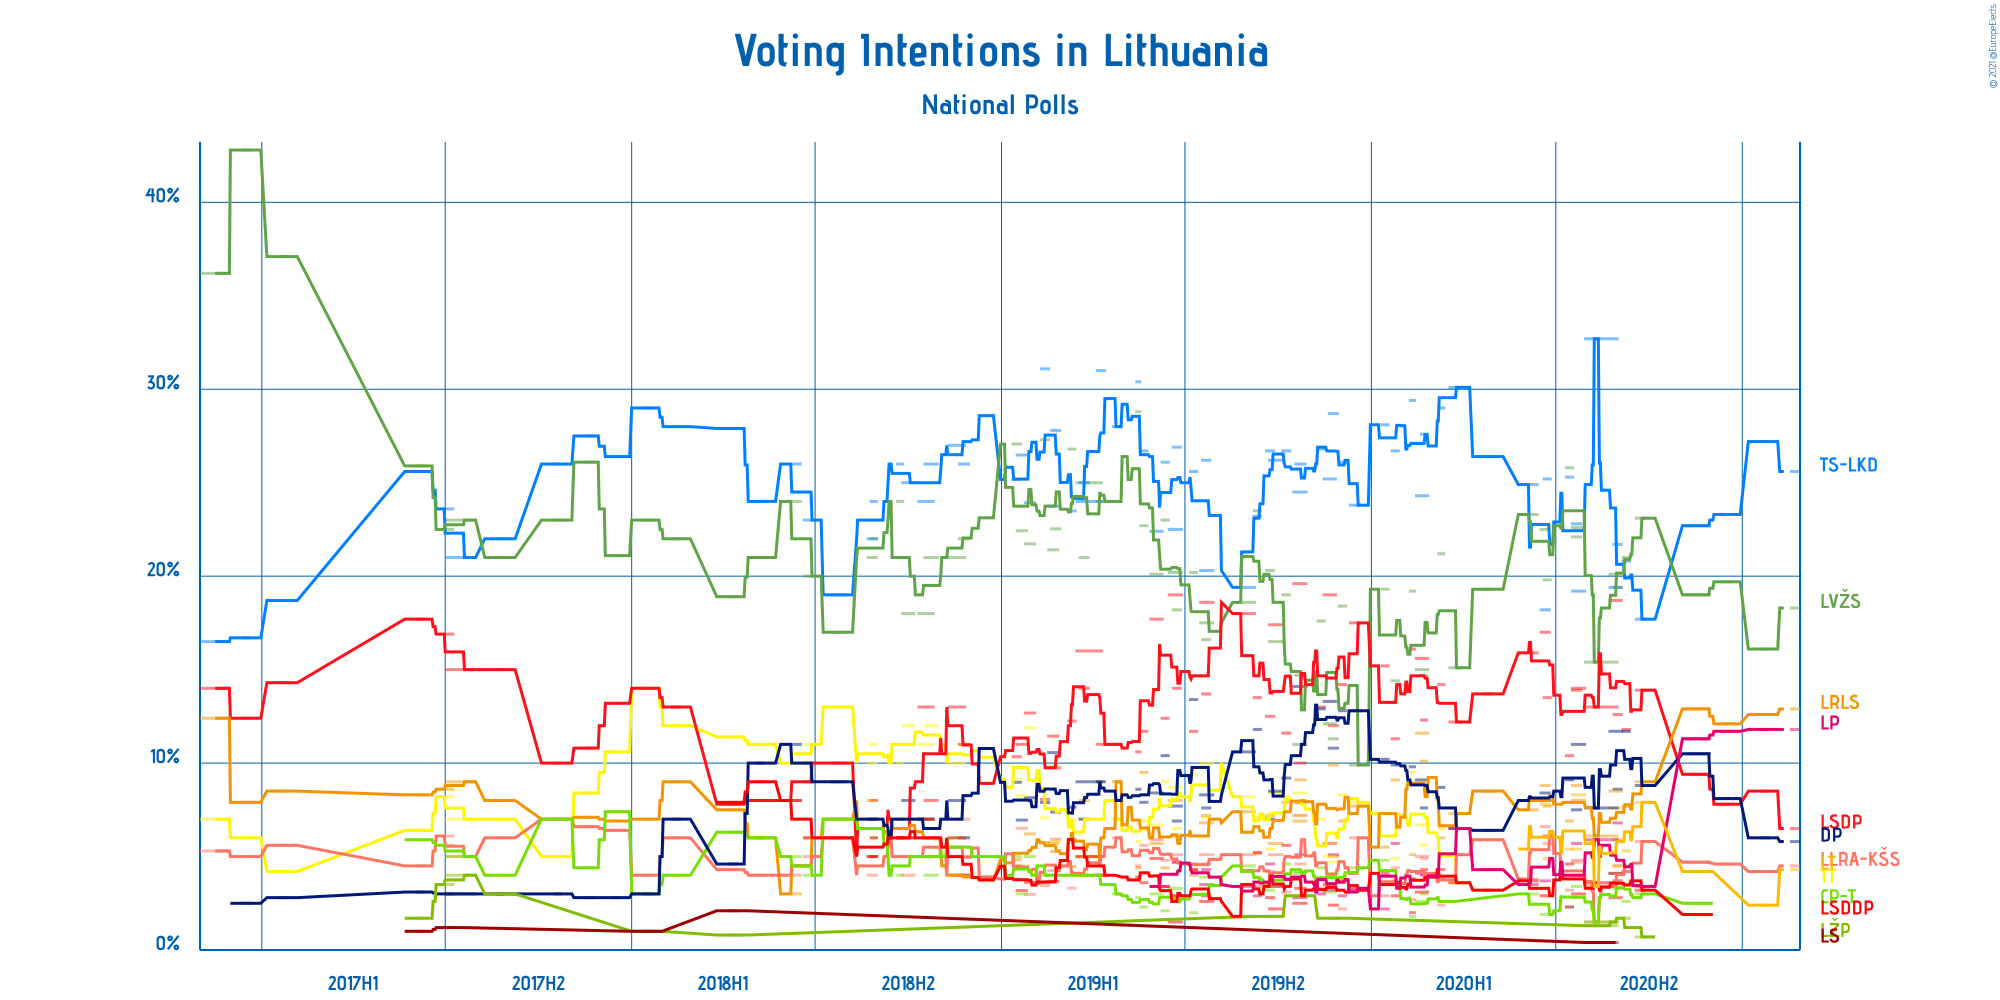 Voting Intentions in Lithuania
National Polls
© 2021 @EuropeElects
40%
30%
20%
10%
0%
2017H1
2017H2
2018H1
2018H2
2019H1
2019H2
2020H1
2020H2
TS-LKD
LVŽS
LRLS
LP
LSDP
DP
LLRA-KŠS
TT
CP-T
LSDDP
LŽP
LS